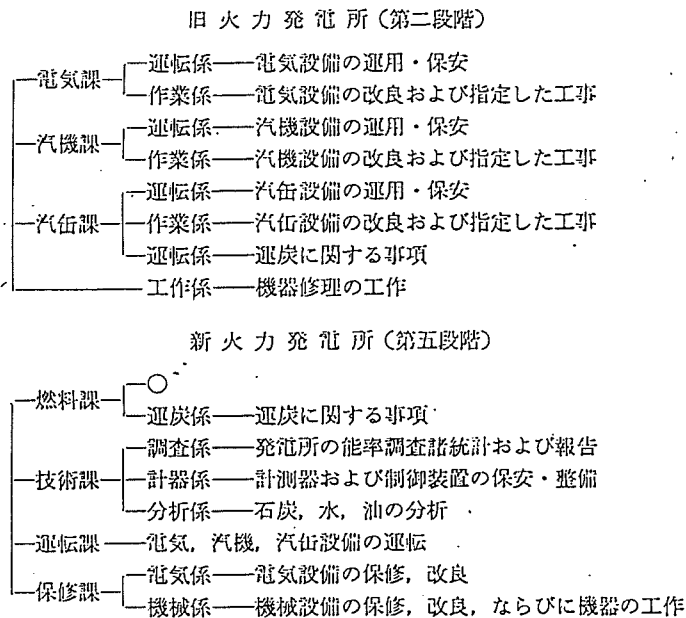 旧火力発電所（第二段階）
電気課
運転係――電気設備の運用・保安
作業係――電気設備の改良および指定した工事
汽機課
運転係――汽機設備の運用・保安
作業係――汽機設備の改良および指定した工事
汽缶課
運転係――汽缶設備の運用・保安
作業係――汽缶設備の改良および指定した工事
運転係――運炭に関する事項
工作係――機器修理の工作
新火力発電所（第五段階）
燃料課
○
運炭係――運炭に関する事項
技術課
調査係――発電所の能率調査諸統計および報告
計器係――計測器および制御装置の保安・整備
分析係――石炭，水，油の分析
運転課――電気，汽機，汽缶設備の運転
保修課
電気係――電気設備の保修，改良
機械係――機械設備の保修，改良，ならびに機器の工作